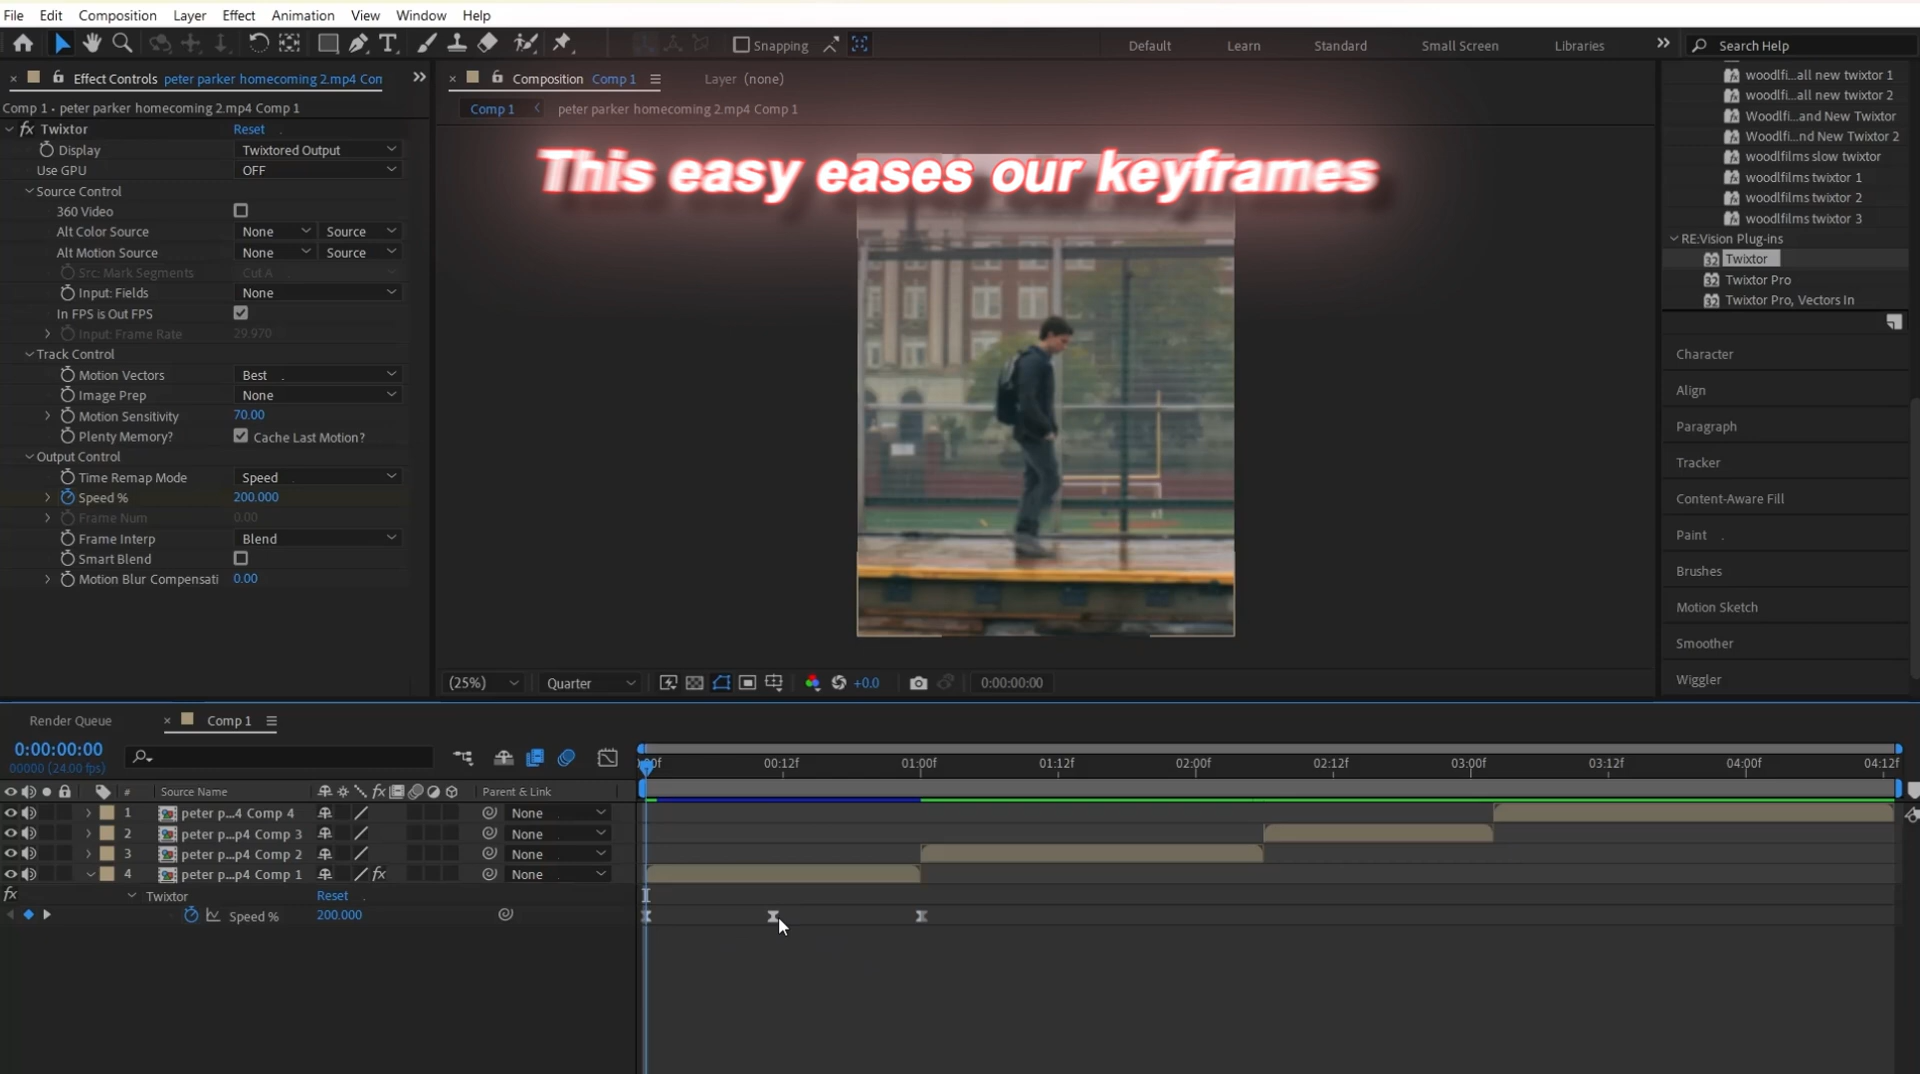 File Edit Composition Layer Effect Animation View Window Help
Snapping Default Learn Standard Small Screen Libraries Search Help
Effect Controls peter parker homecoming 2.mp4 Con
Comp 1 • peter parker homecoming 2.mp4 Comp 1
fx Twixtor Reset
Display Twixtored Output
Use GPU OFF
Source Control
360 Video
Alt Color Source None Source
Alt Motion Source None Source
Src: Mark Segments Cut A
Input: Fields None
In FPS is Out FPS
Input: Frame Rate 29.970
Track Control
Motion Vectors Best
Image Prep None
Motion Sensitivity 70.00
Plenty Memory? Cache Last Motion?
Output Control
Time Remap Mode Speed
Speed % 200.000
Frame Num 0.00
Frame Interp Blend
Smart Blend
Motion Blur Compensati 0.00
Composition Comp 1 Layer (none)
Comp 1 peter parker homecoming 2.mp4 Comp 1
This easy eases our keyframes
(25%) Quarter +0.0 0:00:00:00
woodlfi...all new twixtor 1
woodlfi...all new twixtor 2
Woodlfi...and New Twixtor
Woodlfi...nd New Twixtor 2
woodlfilms slow twixtor
woodlfilms twixtor 1
woodlfilms twixtor 2
woodlfilms twixtor 3
RE:Vision Plug-ins
32 Twixtor
32 Twixtor Pro
32 Twixtor Pro, Vectors In
Character
Align
Paragraph
Tracker
Content-Aware Fill
Paint
Brushes
Motion Sketch
Smoother
Wiggler
Render Queue Comp 1
0:00:00:00
00000 (24.00 fps)
00:12f 01:00f 01:12f 02:00f 02:12f 03:00f 03:12f 04:00f 04:12f
# Source Name fx Parent & Link
1 peter p...4 Comp 4 None
2 peter p...p4 Comp 3 None
3 peter p...p4 Comp 2 None
4 peter p...p4 Comp 1 fx None
fx Twixtor Reset
Speed % 200.000